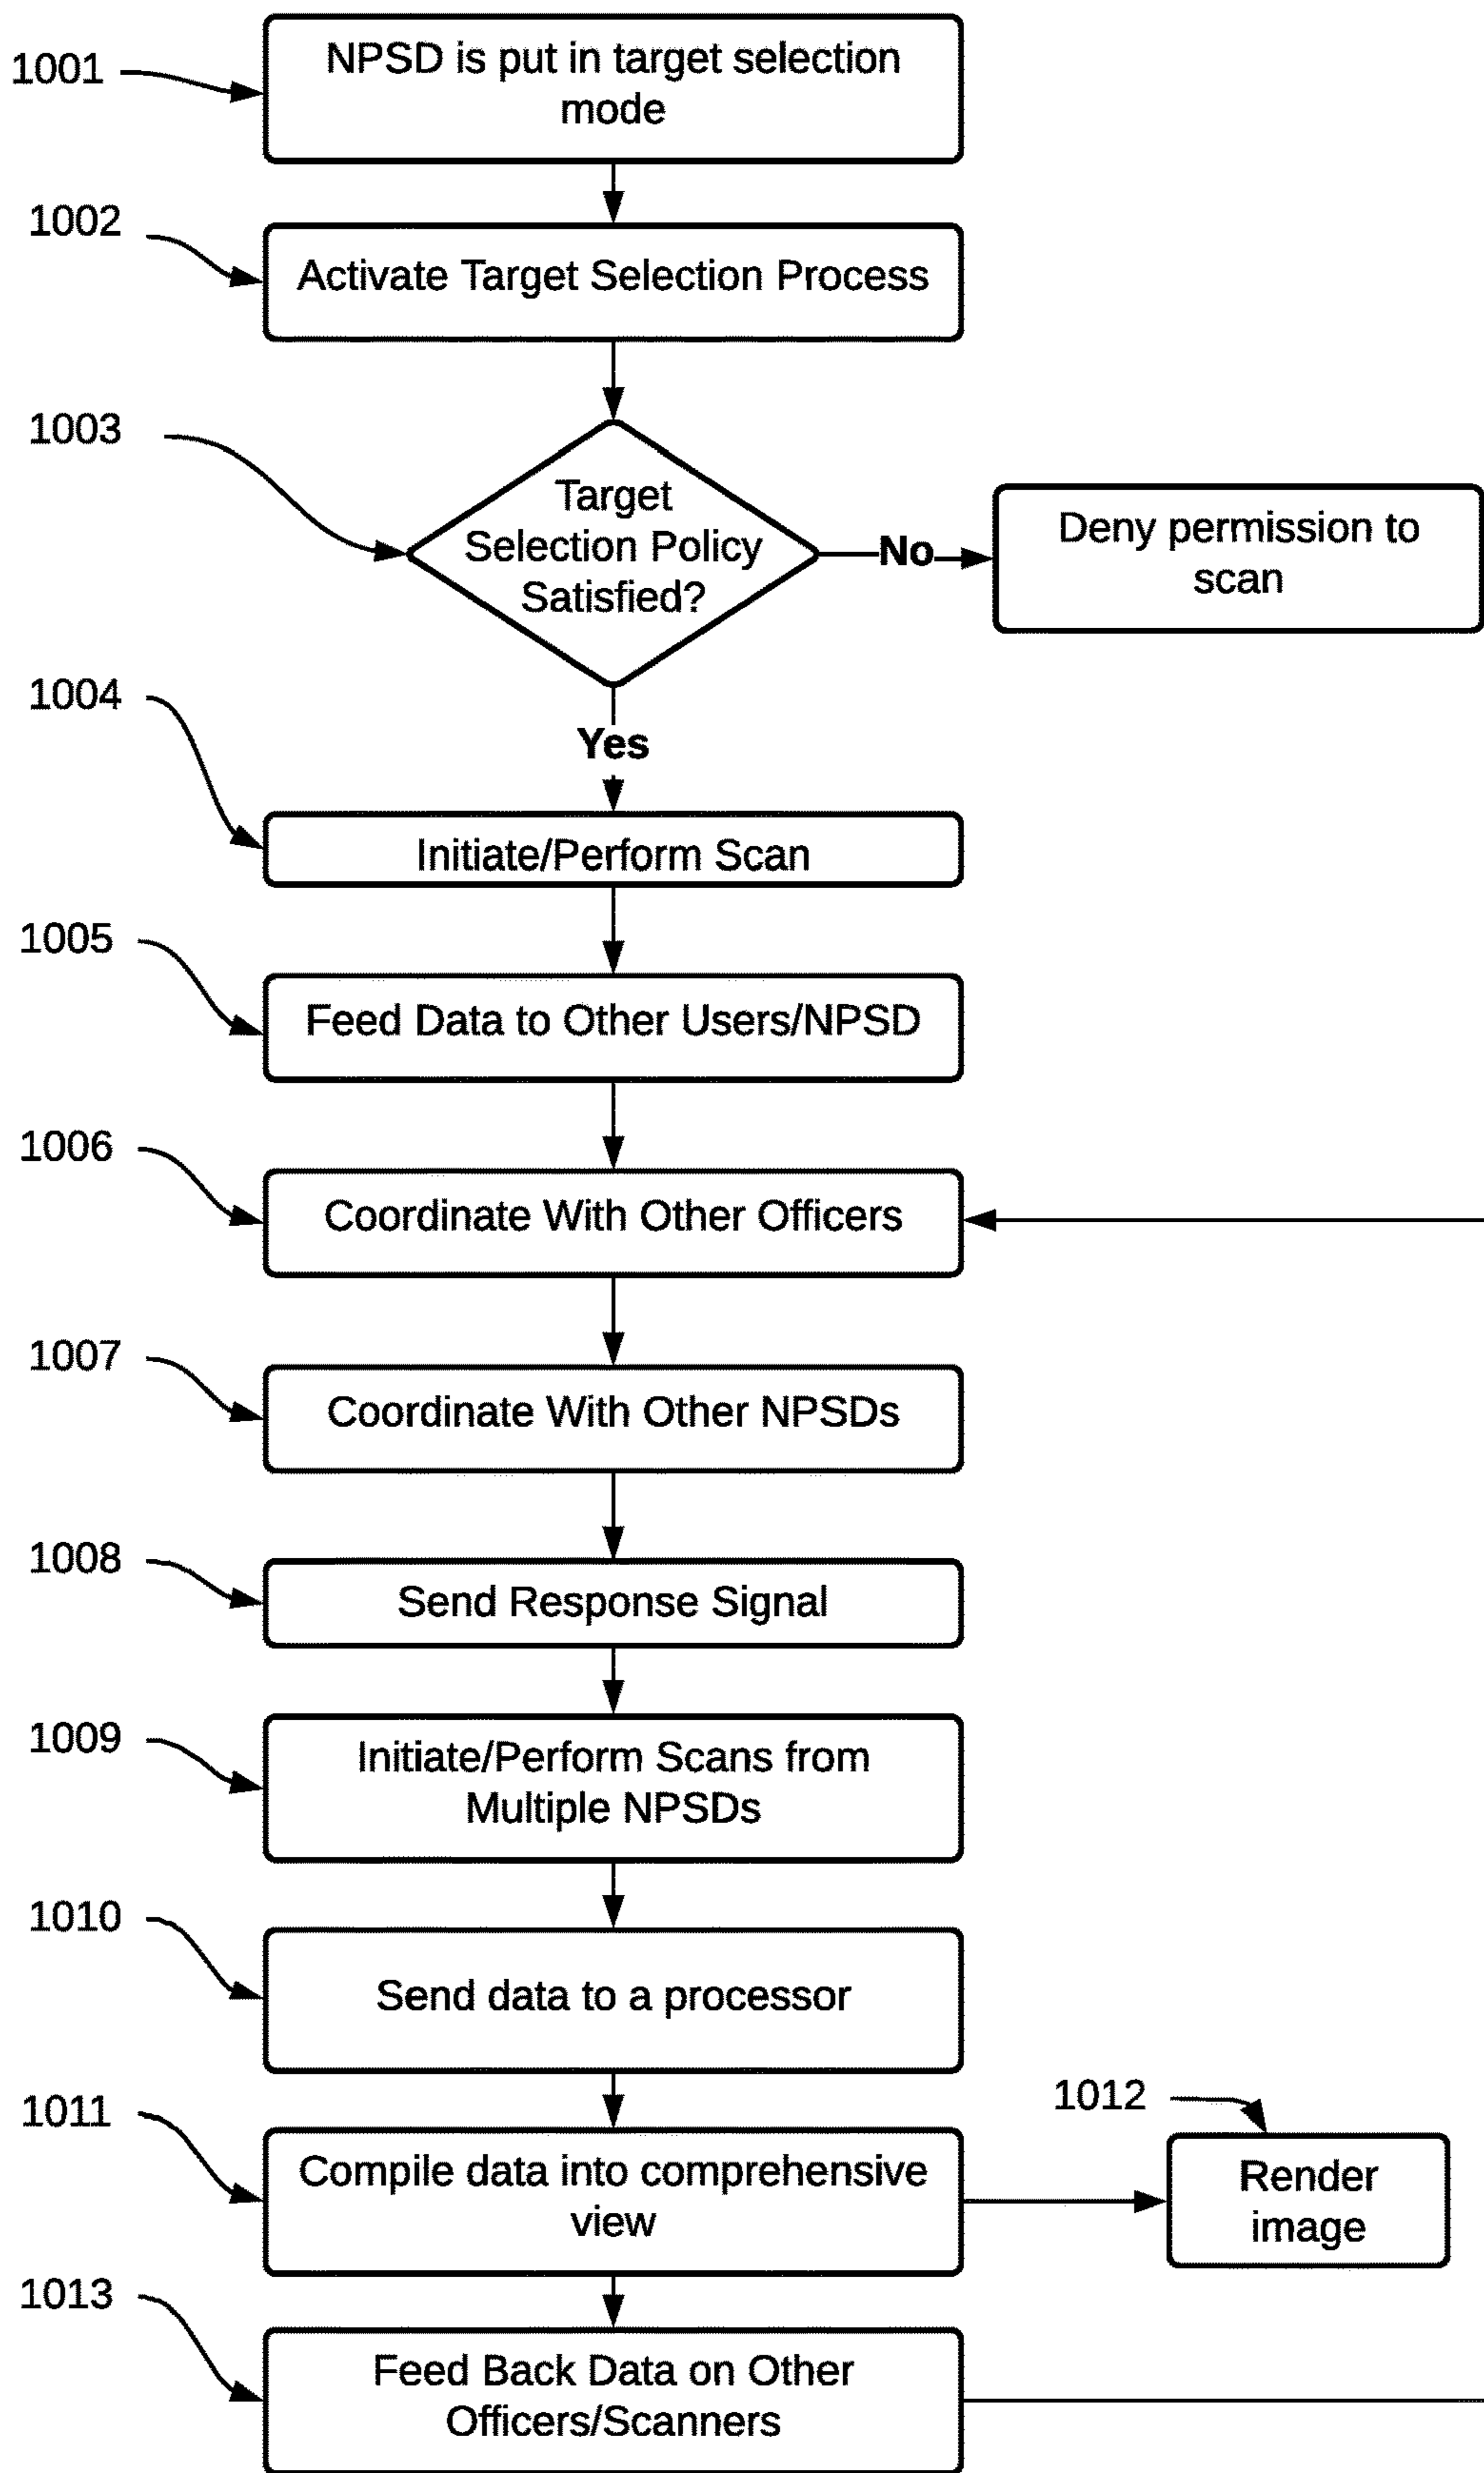 1001
NPSD is put in target selection
mode
1002
Activate Target Selection Process
1003
Target
Selection Policy
Satisfied?
No
Deny permission to
scan
1004
Yes
Initiate/Perform Scan
1005
Feed Data to Other Users/NPSD
1006
Coordinate With Other Officers
1007
Coordinate With Other NPSDs
1008
Send Response Signal
1009
Initiate/Perform Scans from
Multiple NPSDs
1010
Send data to a processor
1011
Compile data into comprehensive
view
1012
Render
image
1013
Feed Back Data on Other
Officers/Scanners